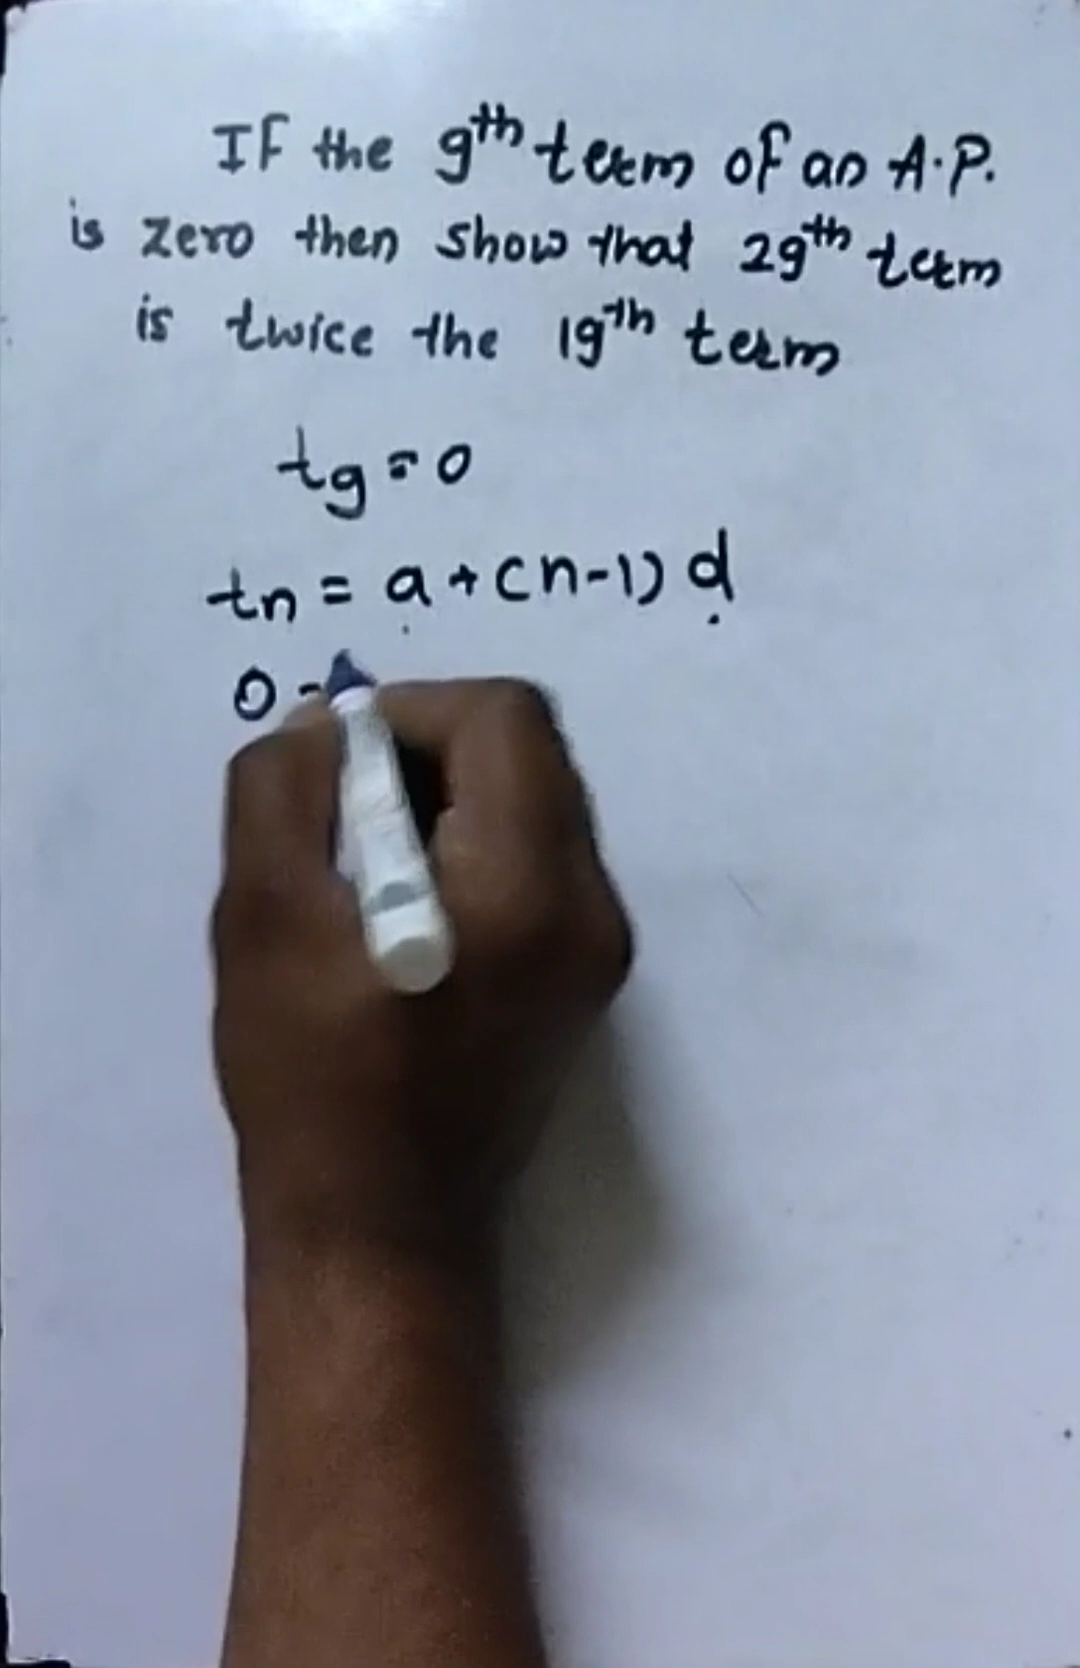 If the 9th term of an A.P.
is zero then show that 29th term
is twice the 19th term
t9 = 0
tn = a + (n-1) d
0 =